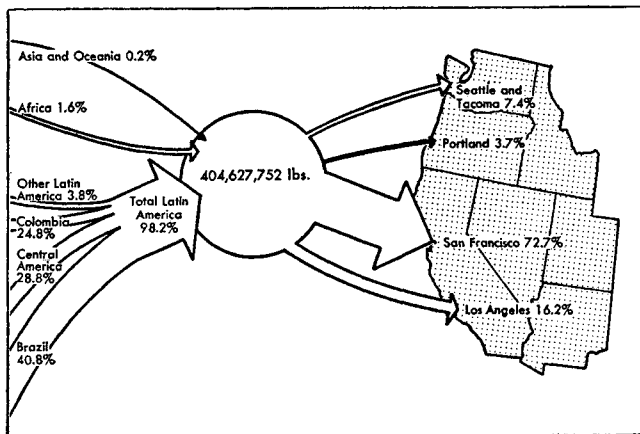 Asia and Oceania 0.2%
Africa 1.6%
Other Latin
America 3.8%
Colombia
24.8%
Central
America
28.8%
Brazil
40.8%
Total Latin
America
98.2%
404,627,752 lbs.
Seattle and
Tacoma 7.4%
Portland 3.7%
San Francisco 72.7%
Los Angeles 16.2%